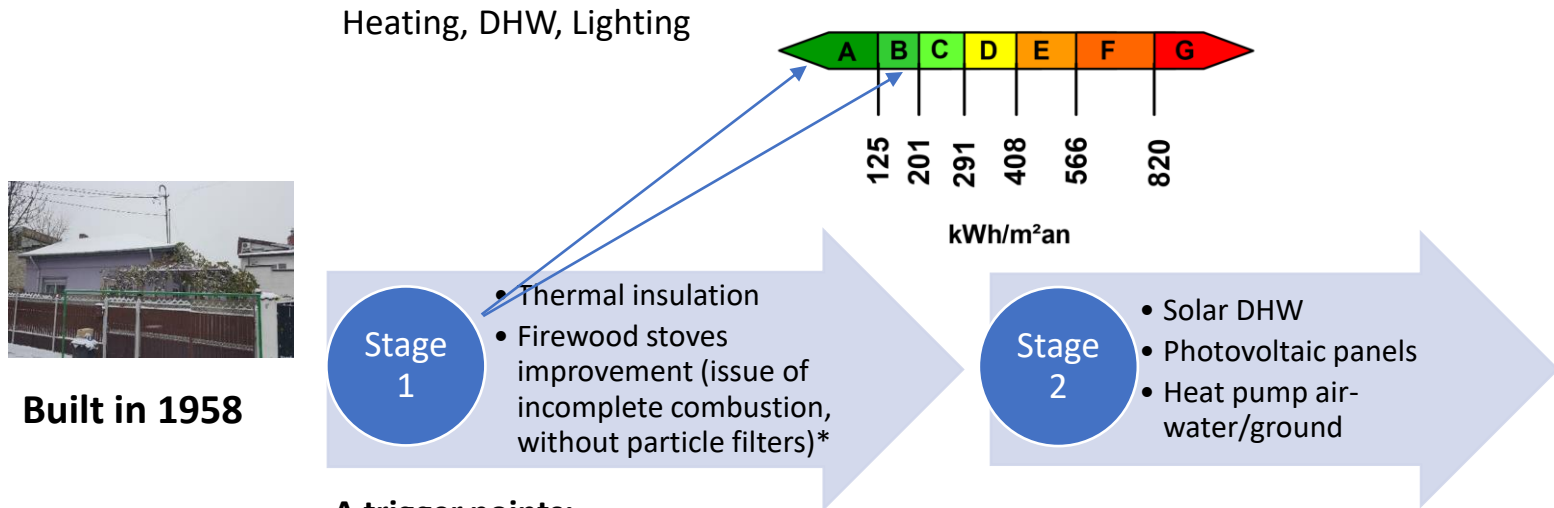 Heating, DHW, Lighting
A B C D E F G
125 201 291 408 566 820
kWh/m²an
Built in 1958
Stage
1
• Thermal insulation
• Firewood stoves
improvement (issue of
incomplete combustion,
without particle filters)*
Stage
2
• Solar DHW
• Photovoltaic panels
• Heat pump air-
water/ground
A trigger points: